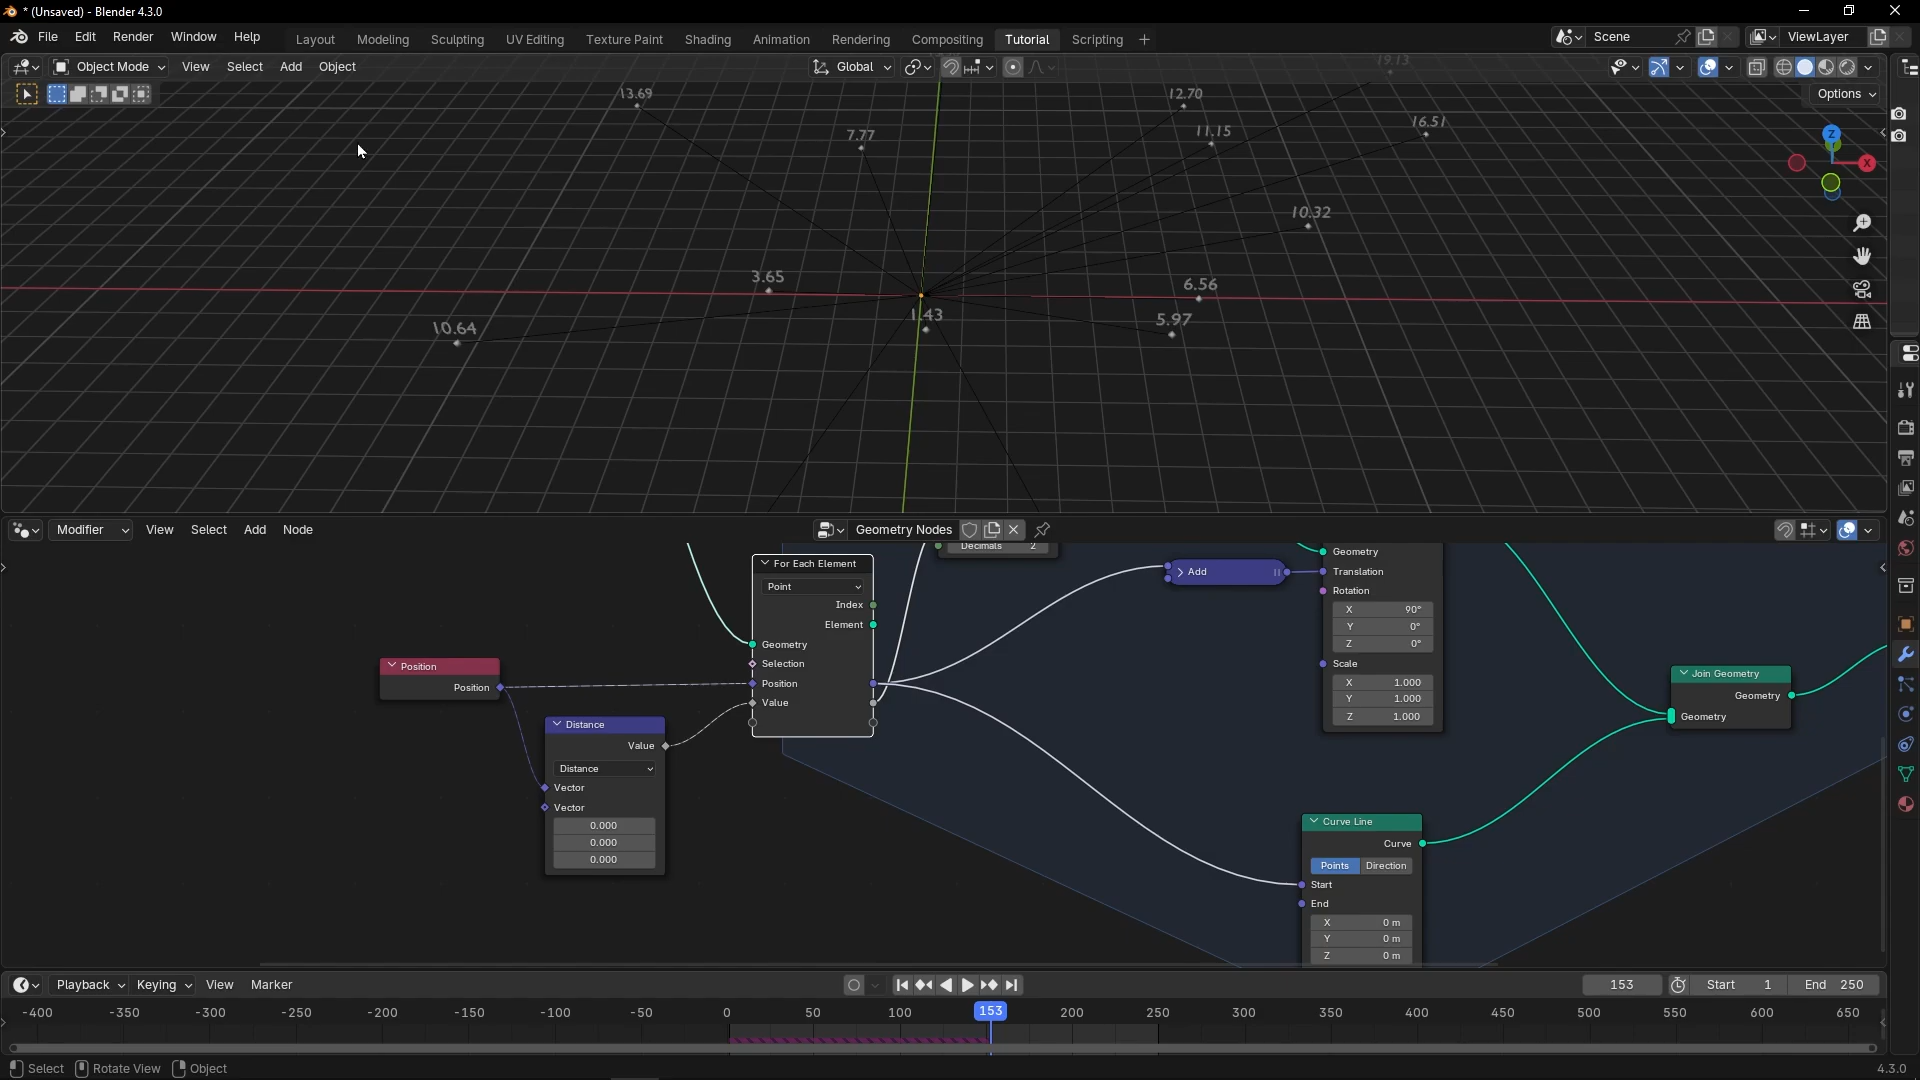 * (Unsaved) - Blender 4.3.0
File Edit Render Window Help Layout Modeling Sculpting UV Editing Texture Paint Shading Animation Rendering Compositing Tutorial Scripting + Scene ViewLayer
Object Mode View Select Add Object Global
Options
19.13
13.69
12.70
7.77
11.15
16.51
10.32
3.65
6.56
10.64
1.43
5.97
Z
X
Modifier View Select Add Node Geometry Nodes
Decimals 2
For Each Element
Point
Index
Element
Geometry
Selection
Position
Value
Position
Position
Distance
Value
Distance
Vector
Vector
0.000
0.000
0.000
Add
Geometry
Translation
Rotation
X 90°
Y 0°
Z 0°
Scale
X 1.000
Y 1.000
Z 1.000
Join Geometry
Geometry
Geometry
Curve Line
Curve
Points Direction
Start
End
X 0 m
Y 0 m
Z 0 m
Playback Keying View Marker 153 Start 1 End 250
-400 -350 -300 -250 -200 -150 -100 -50 0 50 100 153 200 250 300 350 400 450 500 550 600 650
Select Rotate View Object 4.3.0